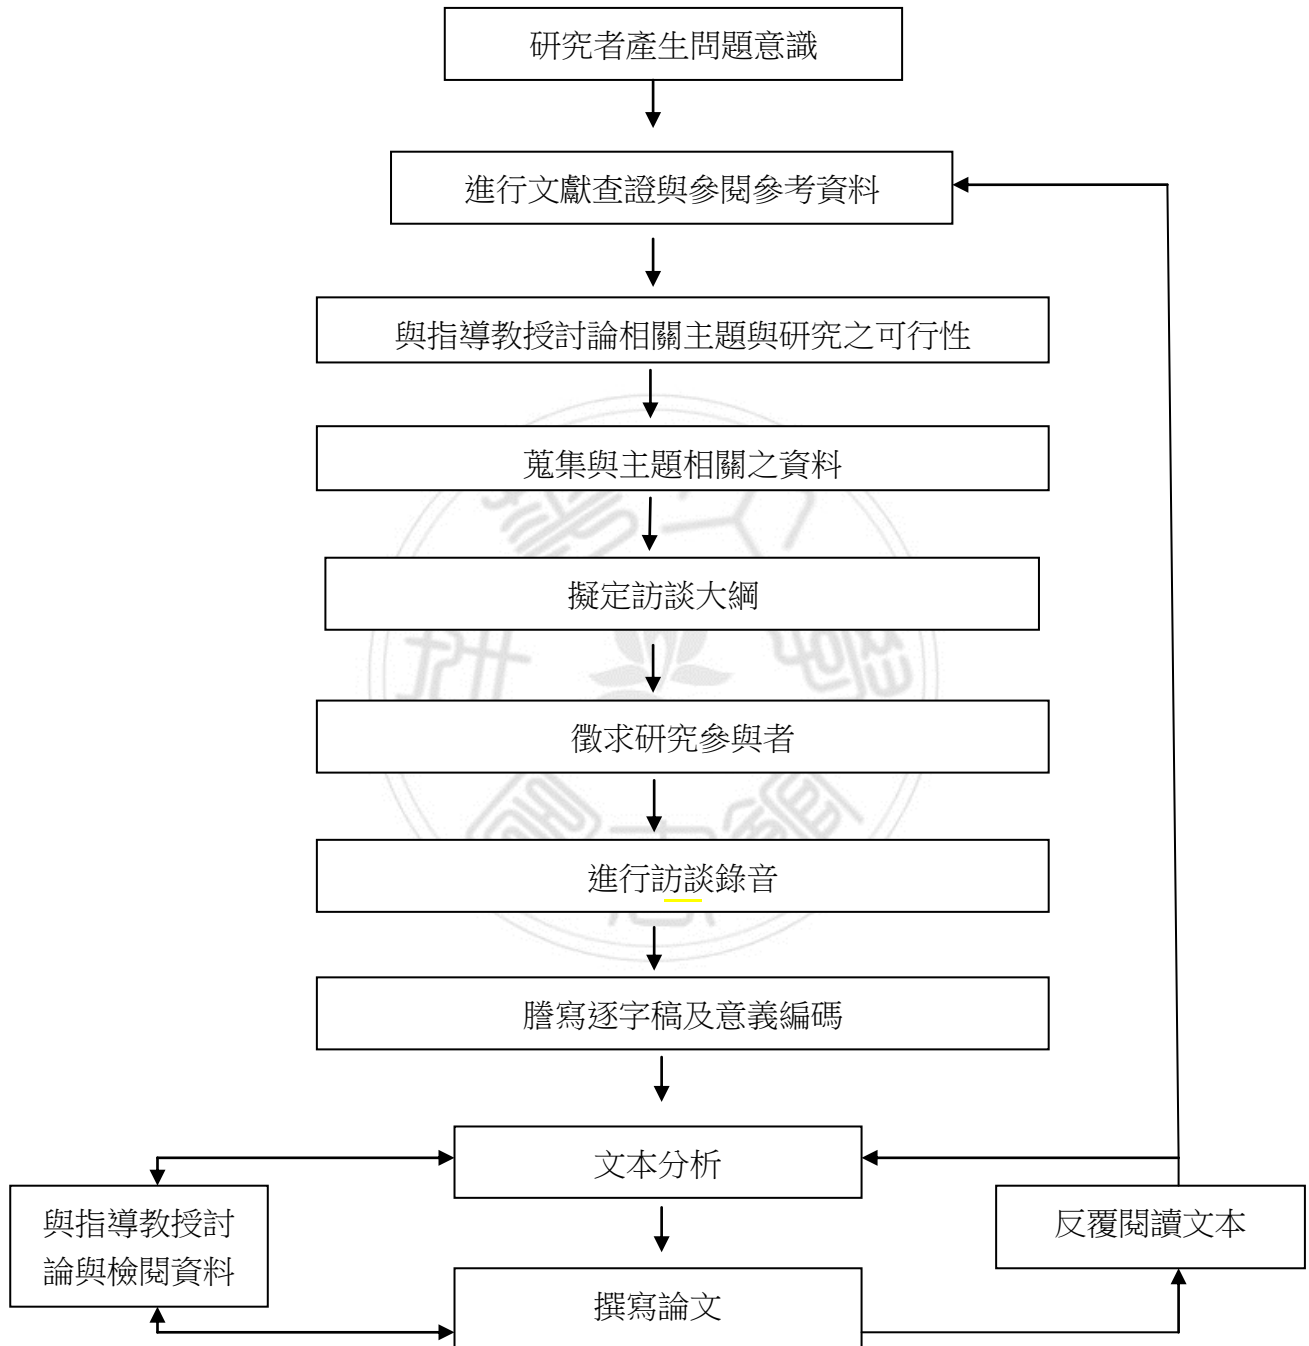 研究者產生問題意識
進行文獻查證與參閱參考資料
與指導教授討論相關主題與研究之可行性
蒐集與主題相關之資料
擬定訪談大綱
徵求研究參與者
進行訪談錄音
謄寫逐字稿及意義編碼
文本分析
與指導教授討
論與檢閱資料
反覆閱讀文本
撰寫論文